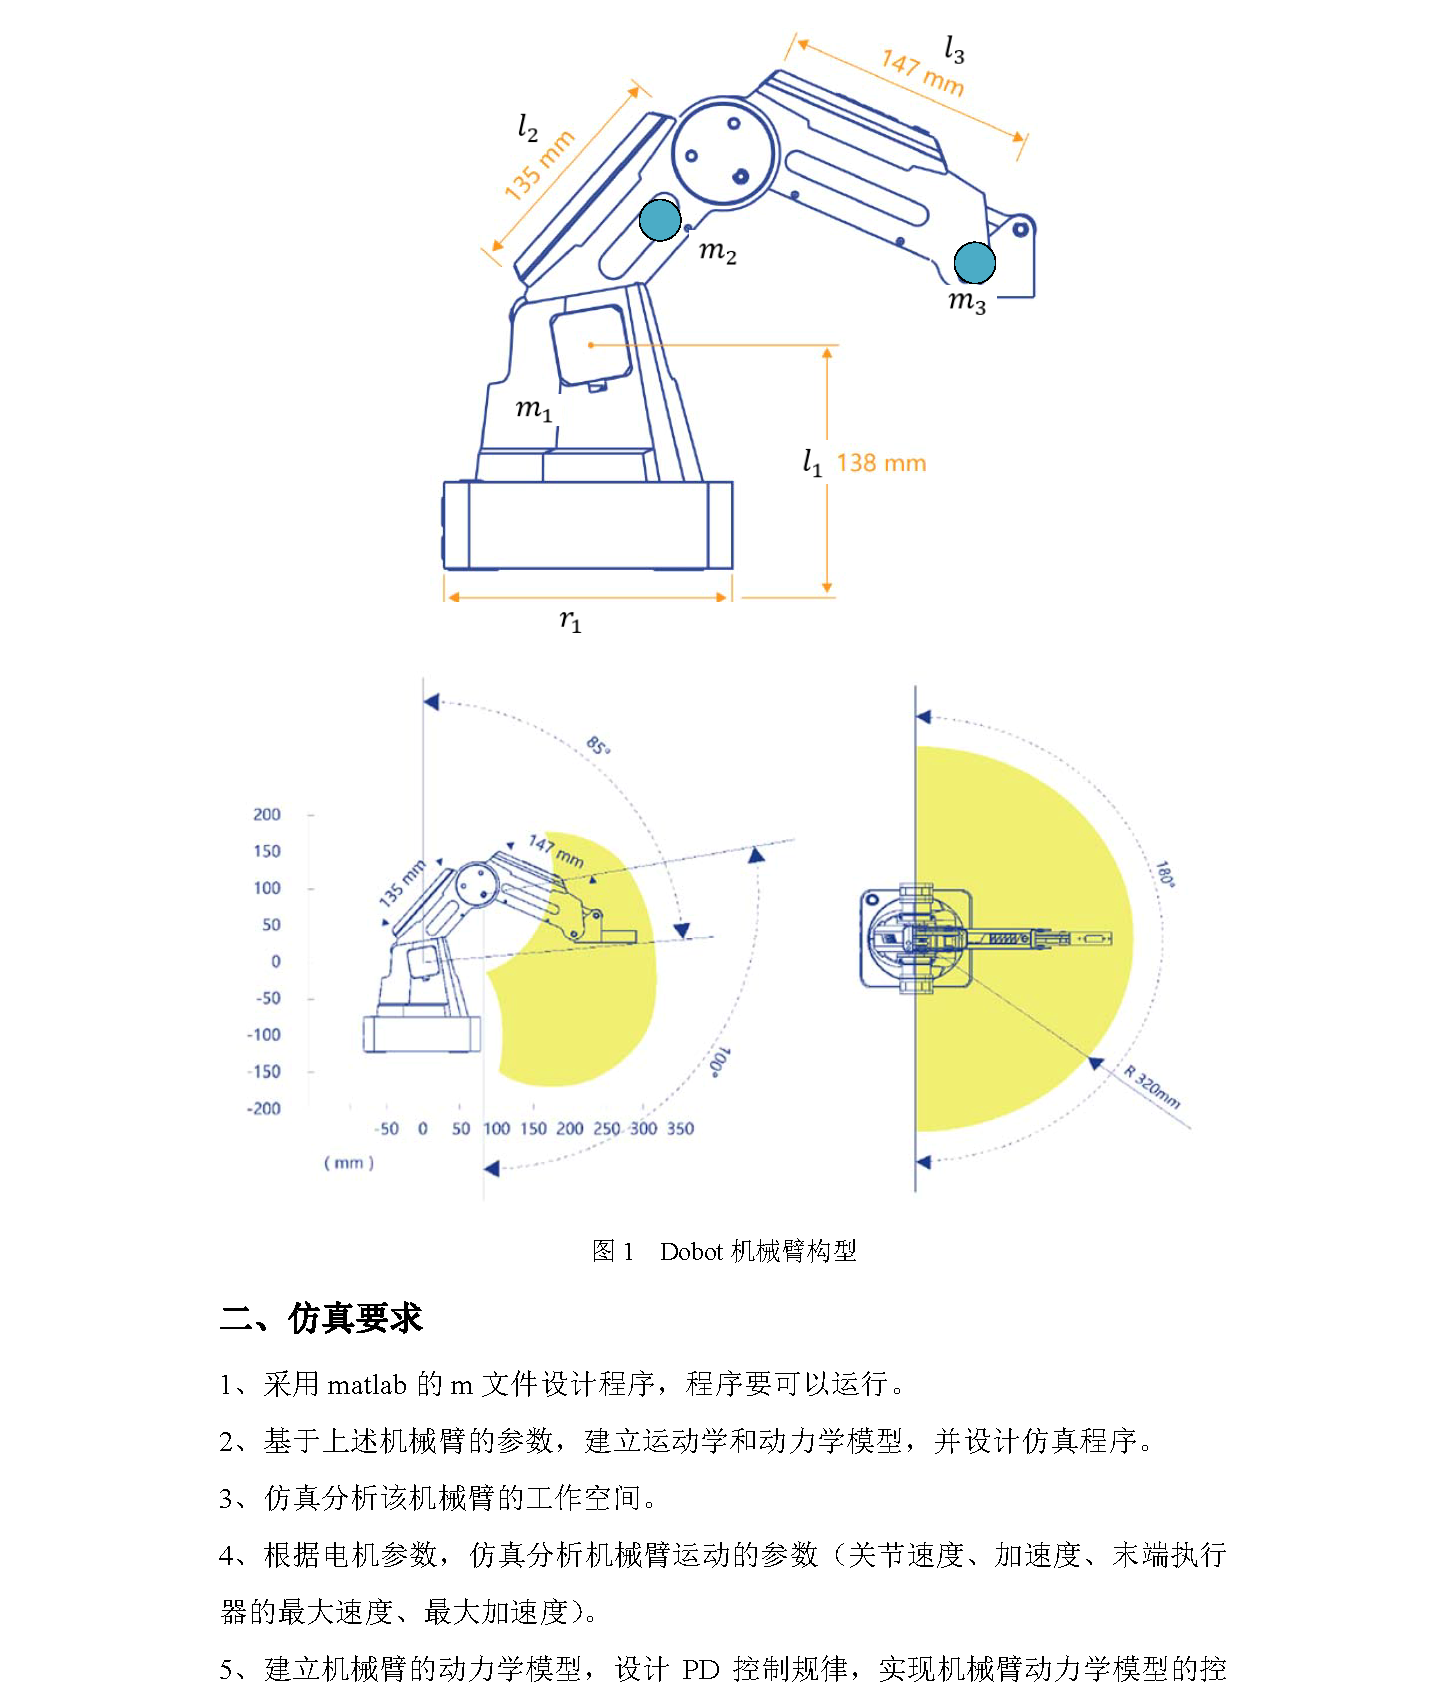 l3
147 mm
l2
135 mm
m2
m3
m1
l1 138 mm
r1
85°
200
150
147 mm
135 mm
100
180°
50
0
-50
-100
100°
-150
R 320mm
-200
-50 0 50 100 150 200 250 300 350
( mm )
图 1 Dobot 机械臂构型
二、仿真要求
1、采用 matlab 的 m 文件设计程序，程序要可以运行。
2、基于上述机械臂的参数，建立运动学和动力学模型，并设计仿真程序。
3、仿真分析该机械臂的工作空间。
4、根据电机参数，仿真分析机械臂运动的参数（关节速度、加速度、末端执行
器的最大速度、最大加速度）。
5、建立机械臂的动力学模型，设计 PD 控制规律，实现机械臂动力学模型的控